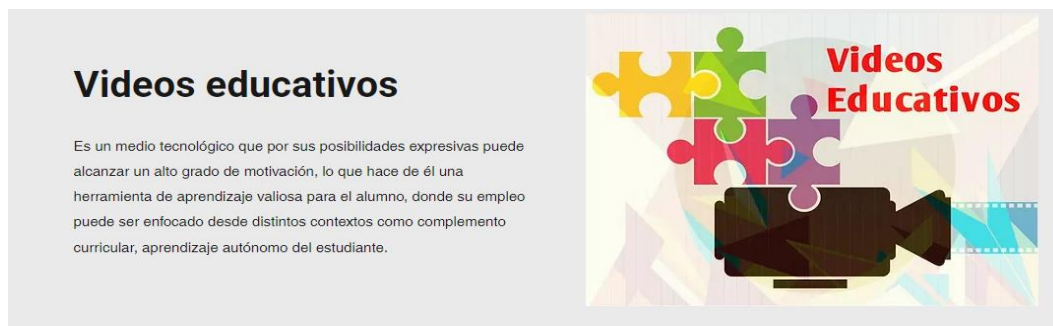 Videos educativos
Es un medio tecnológico que por sus posibilidades expresivas puede
alcanzar un alto grado de motivación, lo que hace de él una
herramienta de aprendizaje valiosa para el alumno, donde su empleo
puede ser enfocado desde distintos contextos como complemento
curricular, aprendizaje autónomo del estudiante.
Videos
Educativos